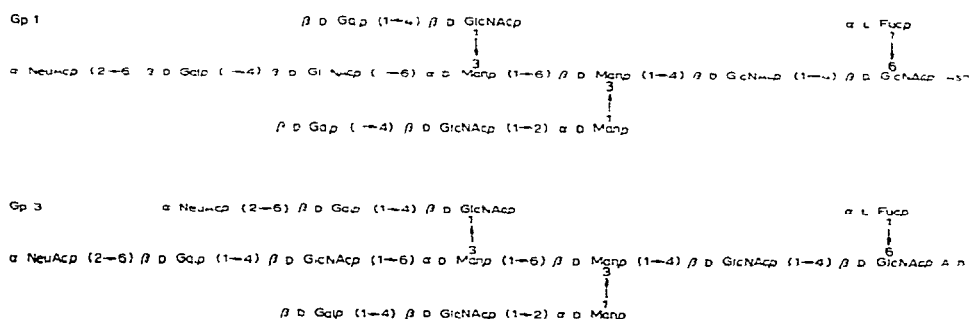 β D Galp (1→4) β D GlcNAcp α L Fucp
Gp 1
1 1
↓ ↓
3 6
α NeuAcp (2—6 β D Galp ( —4) β D GlcNAcp ( —6) α D Manp (1—6) β D Manp (1—4) β D GlcNAcp (1—4) β D GlcNAcp
3
↑
1
β D Galp ( —4) β D GlcNAcp (1—2) α D Manp
Gp 3 α NeuAcp (2—6) β D Galp (1—4) β D GlcNAcp α L Fucp
1 1
↓ ↓
3 6
α NeuAcp (2—6) β D Galp (1—4) β D GlcNAcp (1—6) α D Manp (1—6) β D Manp (1—4) β D GlcNAcp (1—4) β D GlcNAcp
3
↑
1
β D Galp (1—4) β D GlcNAcp (1—2) α D Manp